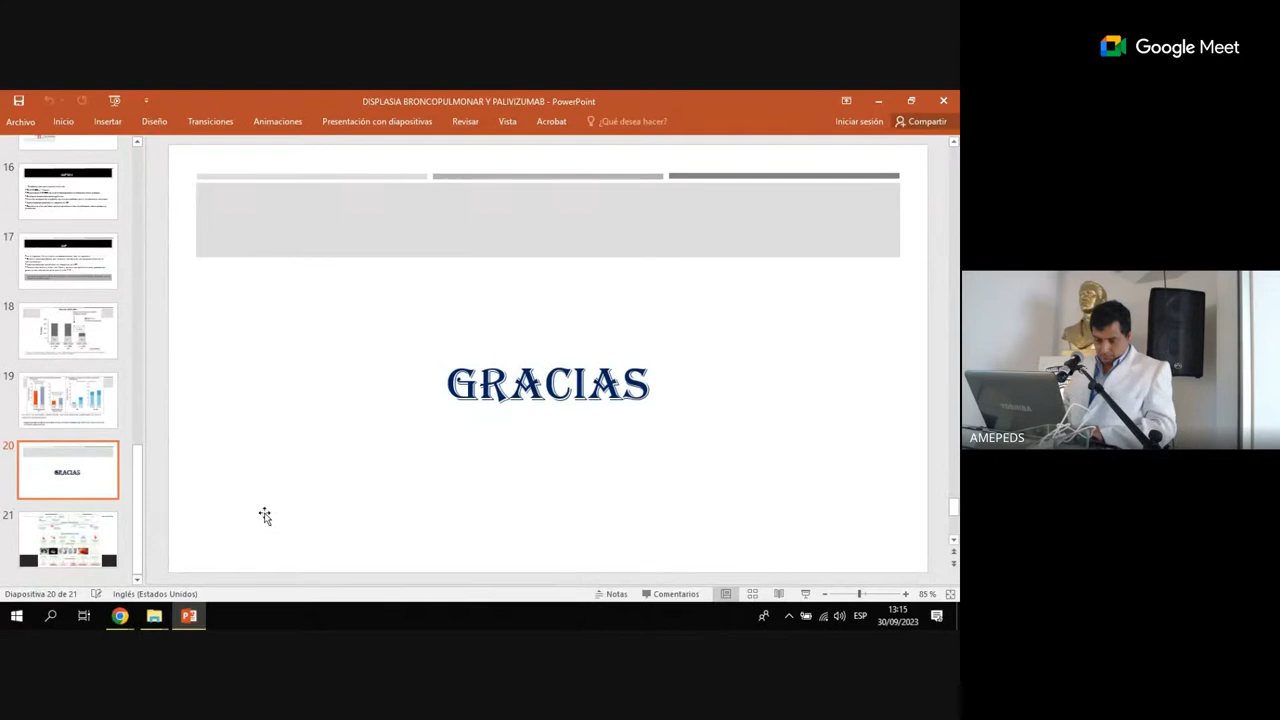 Google Meet
DISPLASIA BRONCOPULMONAR Y PALIVIZUMAB - PowerPoint
Archivo Inicio Insertar Diseño Transiciones Animaciones Presentación con diapositivas Revisar Vista Acrobat ¿Qué desea hacer? Iniciar sesión Compartir
16
17
18
19
20
GRACIAS
21
GRACIAS
TOSHIBA
AMEPEDS
Diapositiva 20 de 21 inglés (Estados Unidos) Notas Comentarios 85 %
ESP
13:15
30/09/2023